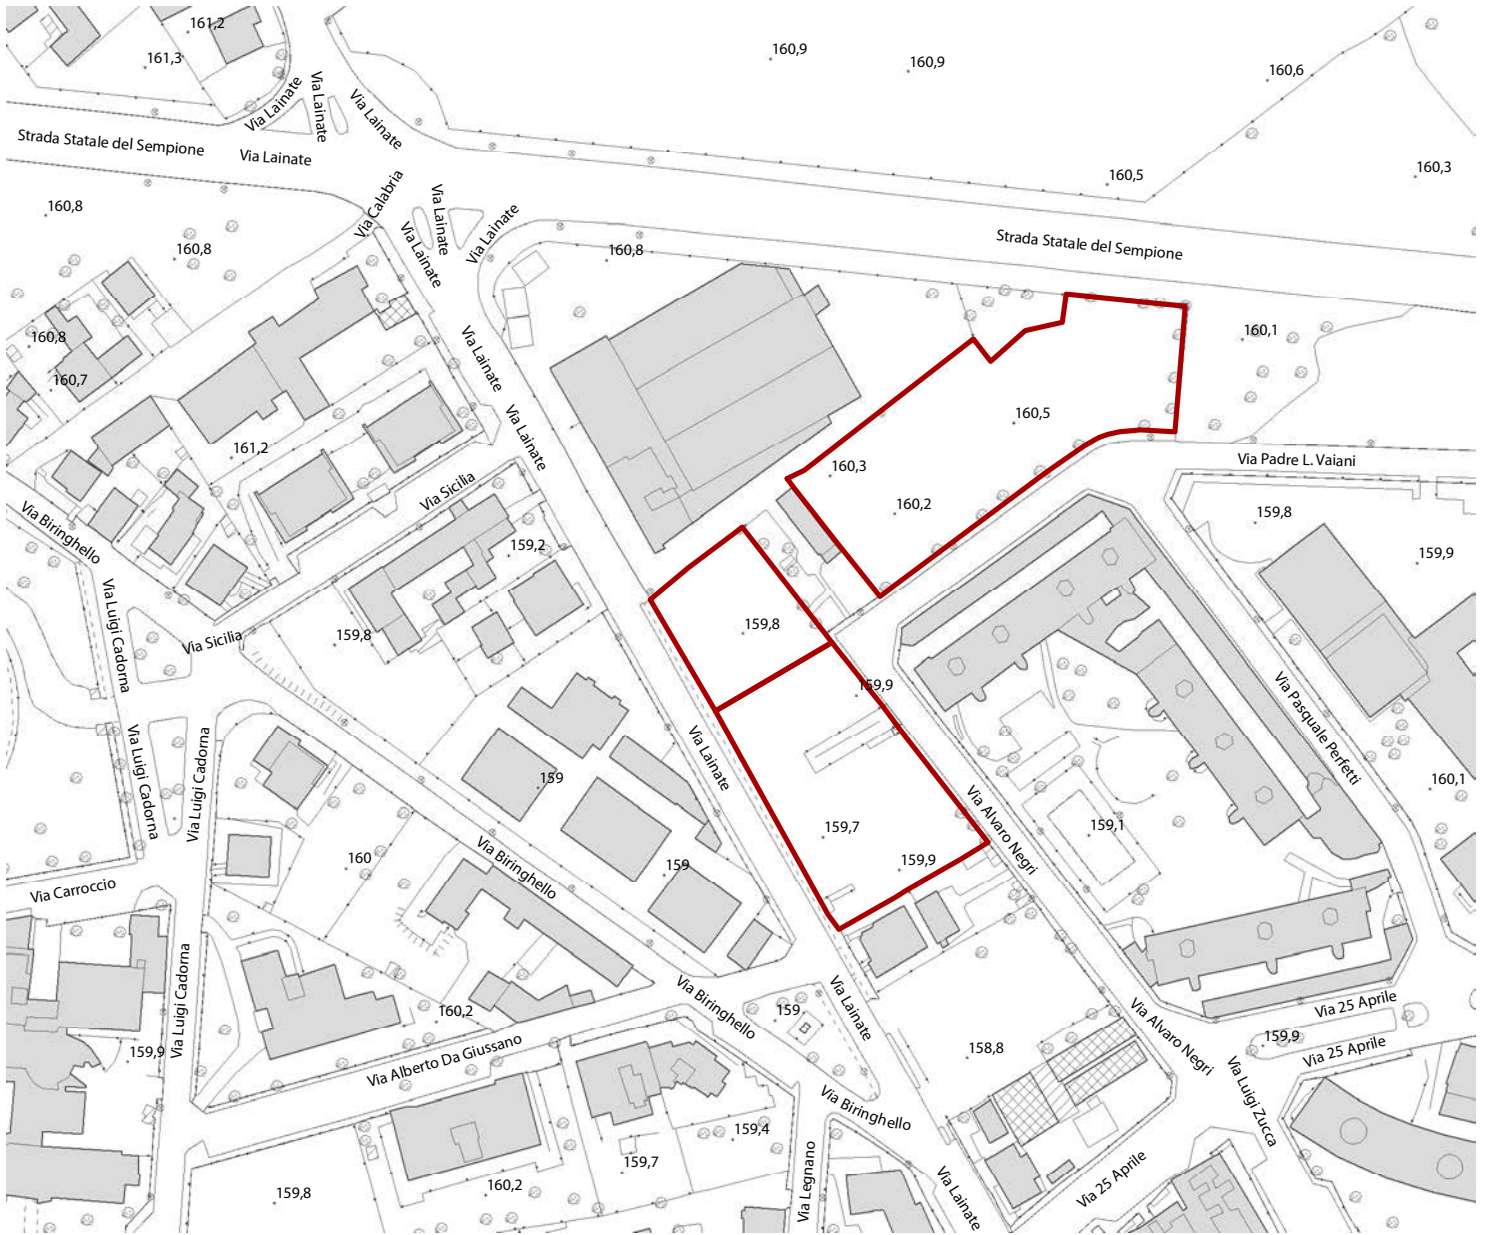 161,2
161,3
160,9
160,9
160,6
Via Lainate
Via Lainate
Via Lainate
Strada Statale del Sempione
Via Lainate
160,5
160,3
160,8
Via Calabria
Via Lainate
Via Lainate
Via Lainate
160,8
160,8
Strada Statale del Sempione
160,8
160,7
Via Lainate
160,1
160,5
Via Lainate
161,2
160,3
Via Padre L. Vaiani
Via Sicilia
160,2
159,8
Via Biringhello
159,2
159,9
Via Luigi Cadorna
159,8
Via Sicilia
159,8
159,9
Via Pasquale Perfetti
Via Luigi Cadorna
Via Luigi Cadorna
Via Lainate
159
160,1
159,7
Via Alvaro Negri
159,1
160
Via Biringhello
159
159,9
Via Carroccio
Via Luigi Cadorna
Via Biringhello
159
Via Lainate
Via Alvaro Negri
Via 25 Aprile
160,2
159,9
Via 25 Aprile
159,9
Via Alberto Da Giussano
158,8
Via Luigi Zucca
Via Biringhello
159,4
159,7
160,2
159,8
Via Legnano
Via Lainate
Via 25 Aprile